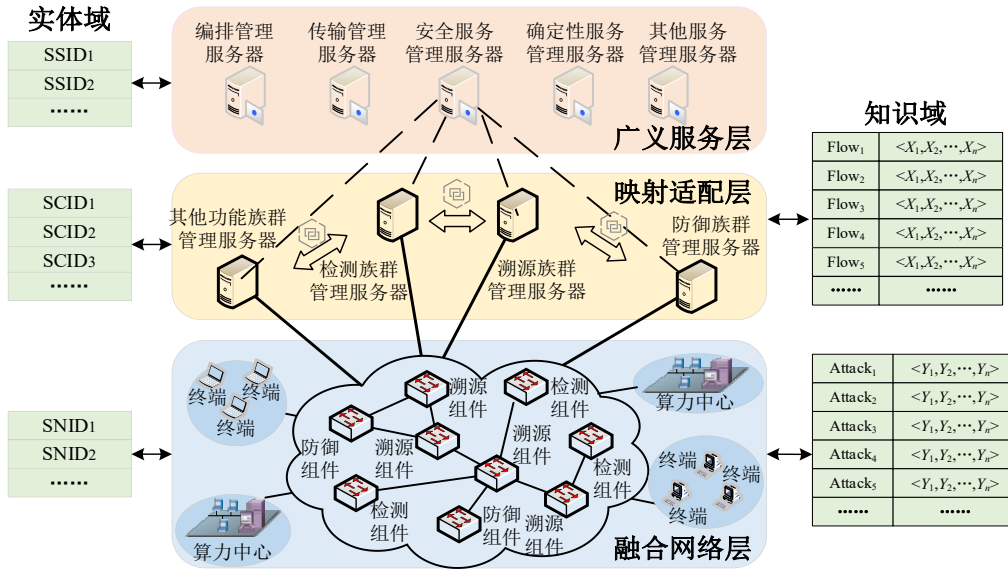 实体域
SSID1
SSID2
……
编排管理
服务器
传输管理
服务器
安全服务
管理服务器
确定性服务
管理服务器
其他服务
管理服务器
广义服务层
SCID1
SCID2
SCID3
……
映射适配层
其他功能族群
管理服务器
检测族群
管理服务器
溯源族群
管理服务器
防御族群
管理服务器
知识域
Flow1 <X1,X2,···,Xn>
Flow2 <X1,X2,···,Xn>
Flow3 <X1,X2,···,Xn>
Flow4 <X1,X2,···,Xn>
Flow5 <X1,X2,···,Xn>
…… ……
SNID1
SNID2
……
终端
终端
终端
算力中心
溯源
组件
检测
组件
防御
组件
溯源
组件
溯源
组件
检测
组件
检测
组件
防御
组件
溯源
组件
算力中心
终端
终端
终端
融合网络层
Attack1 <Y1,Y2,···,Yn>
Attack2 <Y1,Y2,···,Yn>
Attack3 <Y1,Y2,···,Yn>
Attack4 <Y1,Y2,···,Yn>
Attack5 <Y1,Y2,···,Yn>
…… ……